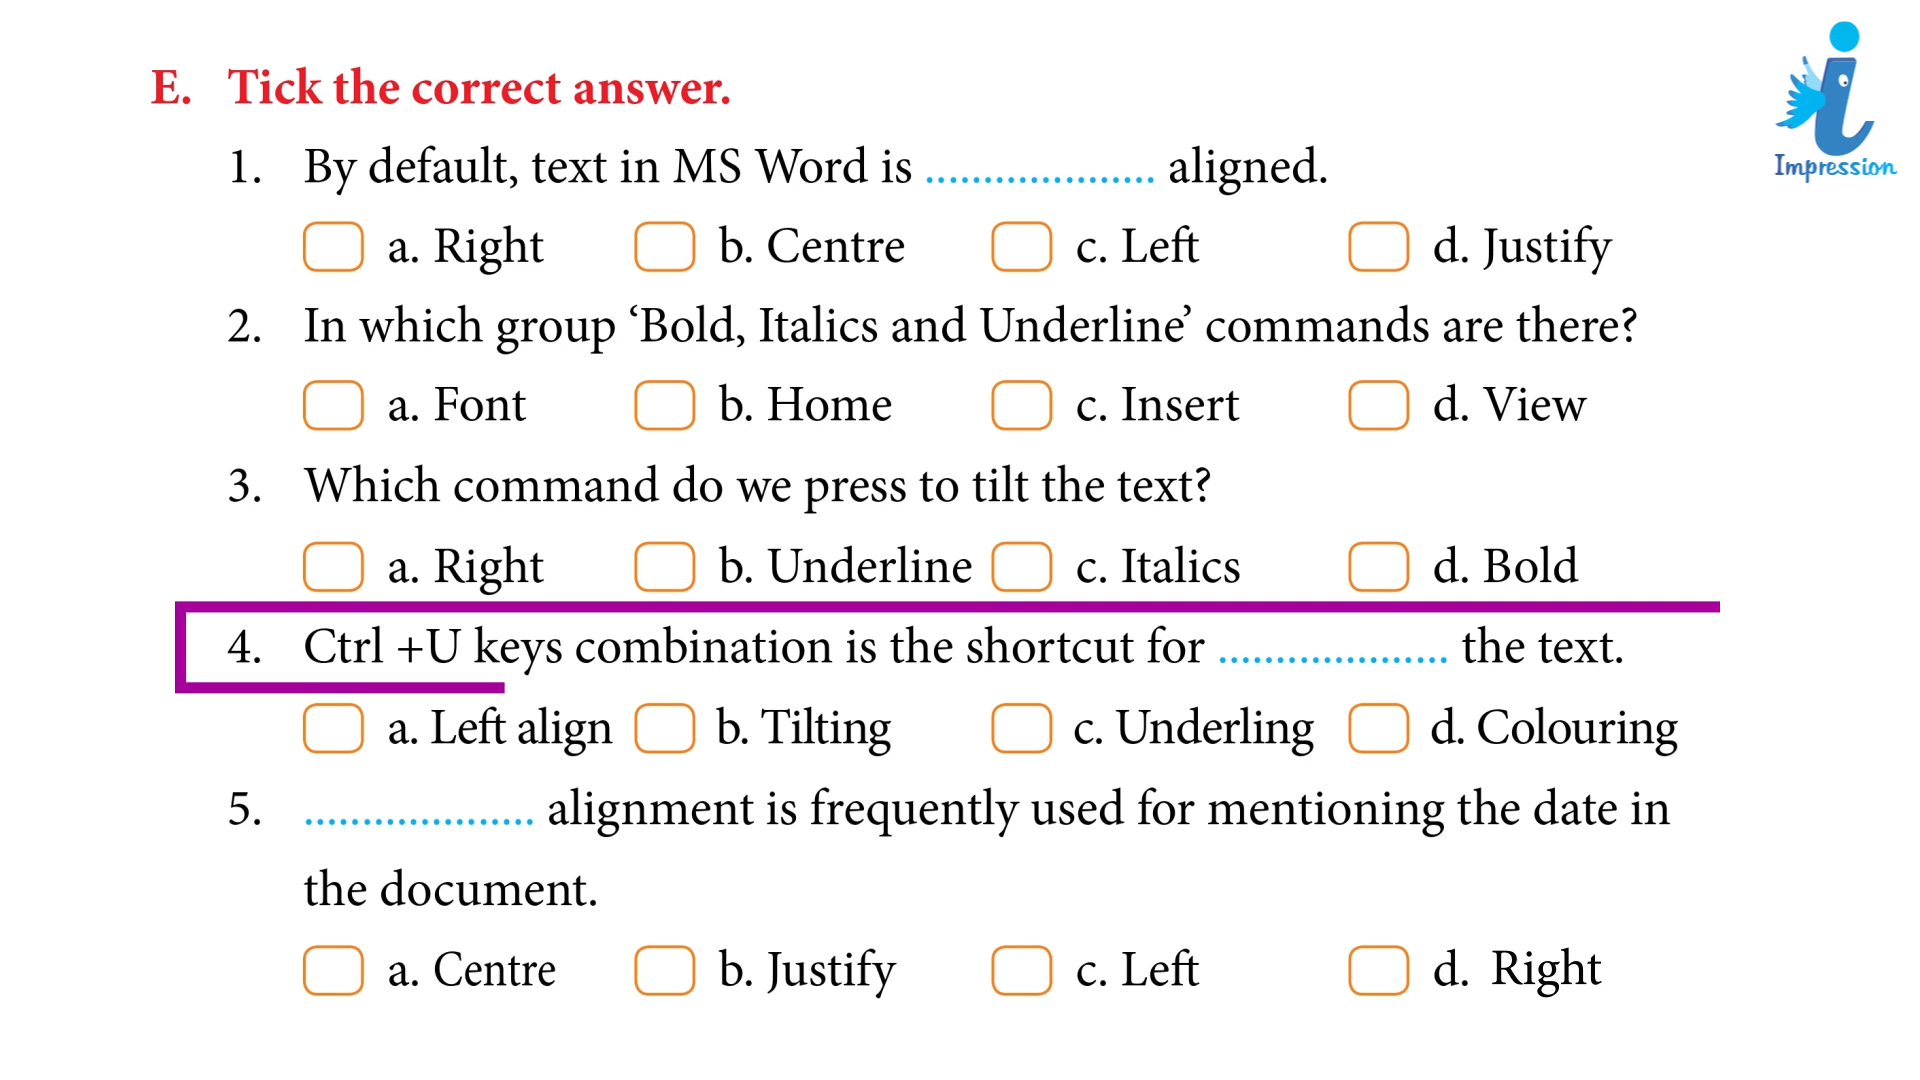 E. Tick the correct answer.
Impression
1. By default, text in MS Word is .................... aligned.
a. Right b. Centre c. Left d. Justify
2. In which group ‘Bold, Italics and Underline’ commands are there?
a. Font b. Home c. Insert d. View
3. Which command do we press to tilt the text?
a. Right b. Underline c. Italics d. Bold
4. Ctrl +U keys combination is the shortcut for .................... the text.
a. Left align b. Tilting c. Underling d. Colouring
5. .................... alignment is frequently used for mentioning the date in
the document.
a. Centre b. Justify c. Left d. Right